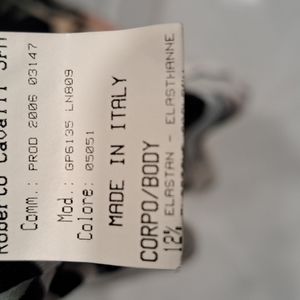 Roberto Cavalli SPA
Comm.: PROD 2006 03147
Mod.: GP6135 LN809
Colore: 05051
MADE IN ITALY
CORPO/BODY
12% ELASTAN - ELASTHANNE